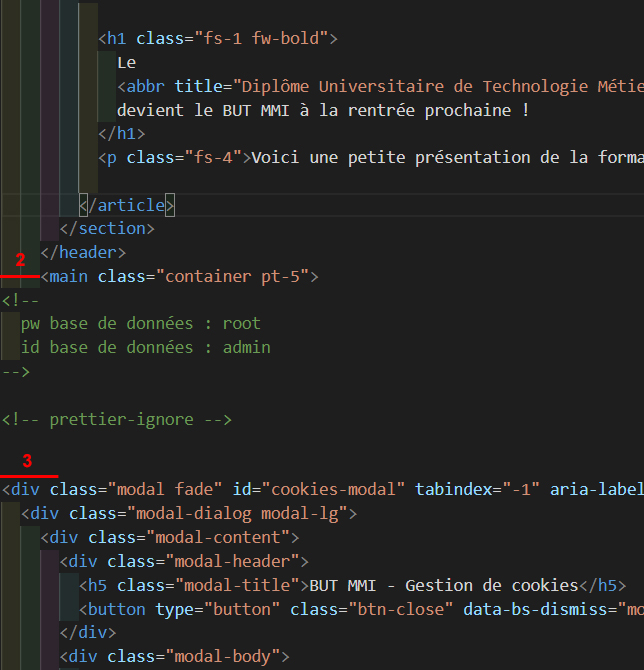 <h1 class="fs-1 fw-bold">
Le
<abbr title="Diplôme Universitaire de Technologie Métie
devient le BUT MMI à la rentrée prochaine !
</h1>
<p class="fs-4">Voici une petite présentation de la forma
</article>
</section>
</header>
2
<main class="container pt-5">
<!--
pw base de données : root
id base de données : admin
-->
<!-- prettier-ignore -->
3
<div class="modal fade" id="cookies-modal" tabindex="-1" aria-label
<div class="modal-dialog modal-lg">
<div class="modal-content">
<div class="modal-header">
<h5 class="modal-title">BUT MMI - Gestion de cookies</h5>
<button type="button" class="btn-close" data-bs-dismiss="mo
</div>
<div class="modal-body">